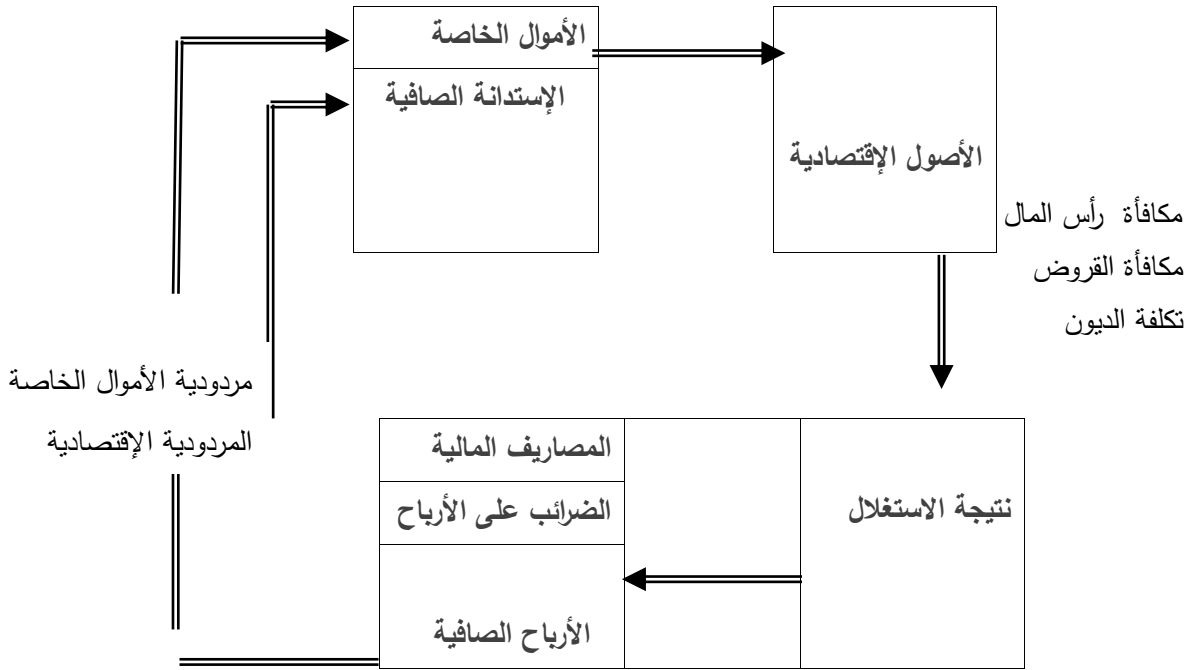 الأموال الخاصة
الإستدانة الصافية
الأصول الإقتصادية
مكافأة رأس المال
مكافأة القروض
تكلفة الديون
مردودية الأموال الخاصة
المردودية الإقتصادية
نتيجة الاستغلال
المصاريف المالية
الضرائب على الأرباح
الأرباح الصافية